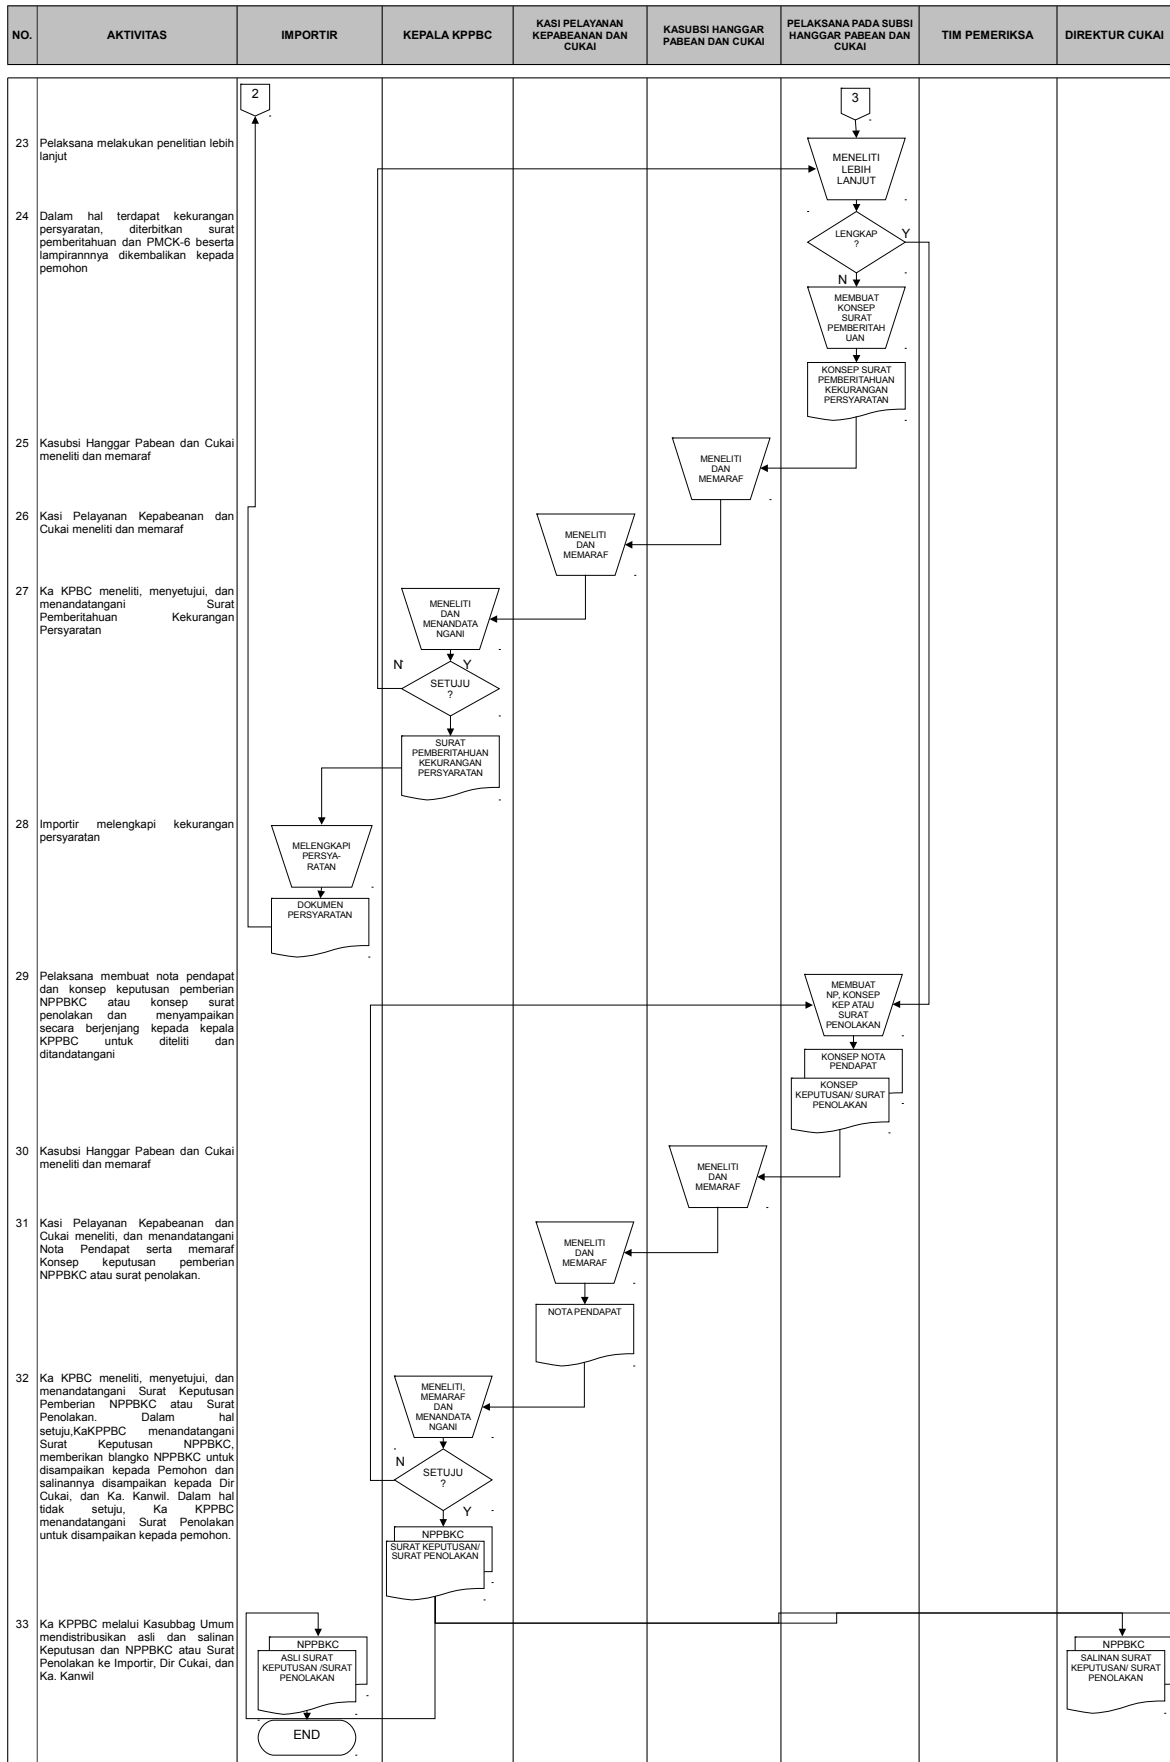 NO.
AKTIVITAS
IMPORTIR
KEPALA KPPBC
KASI PELAYANAN
KEPABEANAN DAN
CUKAI
KASUBSI HANGGAR
PABEAN DAN CUKAI
PELAKSANA PADA SUBSI
HANGGAR PABEAN DAN
CUKAI
TIM PEMERIKSA
DIREKTUR CUKAI
2
3
23 Pelaksana melakukan penelitian lebih
lanjut
MENELITI
LEBIH
LANJUT
24 Dalam hal terdapat kekurangan
persyaratan, diterbitkan surat
pemberitahuan dan PMCK-6 beserta
lampirannnya dikembalikan kepada
pemohon
LENGKAP
?
Y
N
MEMBUAT
KONSEP
SURAT
PEMBERITAH
UAN
KONSEP SURAT
PEMBERITAHUAN
KEKURANGAN
PERSYARATAN
25 Kasubsi Hanggar Pabean dan Cukai
meneliti dan memaraf
MENELITI
DAN
MEMARAF
26 Kasi Pelayanan Kepabeanan dan
Cukai meneliti dan memaraf
MENELITI
DAN
MEMARAF
27 Ka KPBC meneliti, menyetujui, dan
menandatangani Surat
Pemberitahuan Kekurangan
Persyaratan
MENELITI
DAN
MENANDATA
NGANI
N
Y
SETUJU
?
SURAT
PEMBERITAHUAN
KEKURANGAN
PERSYARATAN
28 Importir melengkapi kekurangan
persyaratan
MELENGKAPI
PERSYA-
RATAN
DOKUMEN
PERSYARATAN
29 Pelaksana membuat nota pendapat
dan konsep keputusan pemberian
NPPBKC atau konsep surat
penolakan dan menyampaikan
secara berjenjang kepada kepala
KPPBC untuk diteliti dan
ditandatangani
MEMBUAT
NP, KONSEP
KEP ATAU
SURAT
PENOLAKAN
KONSEP NOTA
PENDAPAT
KONSEP
KEPUTUSAN/ SURAT
PENOLAKAN
30 Kasubsi Hanggar Pabean dan Cukai
meneliti dan memaraf
MENELITI
DAN
MEMARAF
31 Kasi Pelayanan Kepabeanan dan
Cukai meneliti, dan menandatangani
Nota Pendapat serta memaraf
Konsep keputusan pemberian
NPPBKC atau surat penolakan.
MENELITI
DAN
MEMARAF
NOTA PENDAPAT
32 Ka KPBC meneliti, menyetujui, dan
menandatangani Surat Keputusan
Pemberian NPPBKC atau Surat
Penolakan. Dalam hal
setuju,KaKPPBC menandatangani
Surat Keputusan NPPBKC,
memberikan blangko NPPBKC untuk
disampaikan kepada Pemohon dan
salinannya disampaikan kepada Dir
Cukai, dan Ka. Kanwil. Dalam hal
tidak setuju, Ka KPPBC
menandatangani Surat Penolakan
untuk disampaikan kepada pemohon.
MENELITI,
MEMARAF
DAN
MENANDATA
NGANI
N
SETUJU
?
Y
NPPBKC
SURAT KEPUTUSAN/
SURAT PENOLAKAN
33 Ka KPPBC melalui Kasubbag Umum
mendistribusikan asli dan salinan
Keputusan dan NPPBKC atau Surat
Penolakan ke Importir, Dir Cukai, dan
Ka. Kanwil
NPPBKC
ASLI SURAT
KEPUTUSAN /SURAT
PENOLAKAN
NPPBKC
SALINAN SURAT
KEPUTUSAN/ SURAT
PENOLAKAN
END